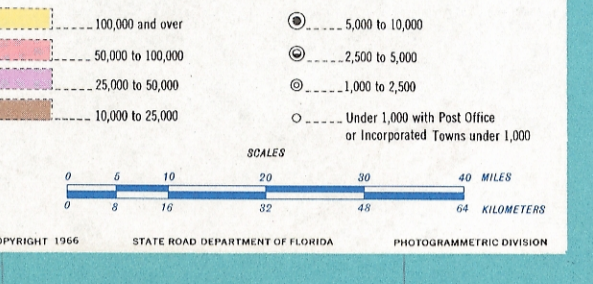 100,000 and over
50,000 to 100,000
25,000 to 50,000
10,000 to 25,000
5,000 to 10,000
2,500 to 5,000
1,000 to 2,500
Under 1,000 with Post Office
or Incorporated Towns under 1,000
SCALES
0 5 10 20 30 40 MILES
0 8 16 32 48 64 KILOMETERS
OPYRIGHT 1966 STATE ROAD DEPARTMENT OF FLORIDA PHOTOGRAMMETRIC DIVISION